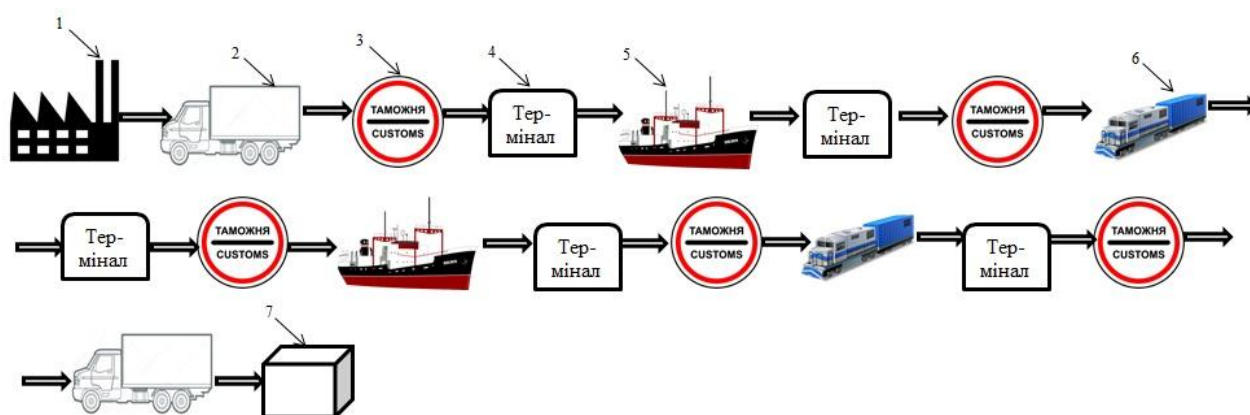 1
2
3
4
5
6
ТАМОЖНЯ
CUSTOMS
Тер-
мінал
Тер-
мінал
ТАМОЖНЯ
CUSTOMS
Тер-
мінал
ТАМОЖНЯ
CUSTOMS
Тер-
мінал
ТАМОЖНЯ
CUSTOMS
Тер-
мінал
ТАМОЖНЯ
CUSTOMS
7